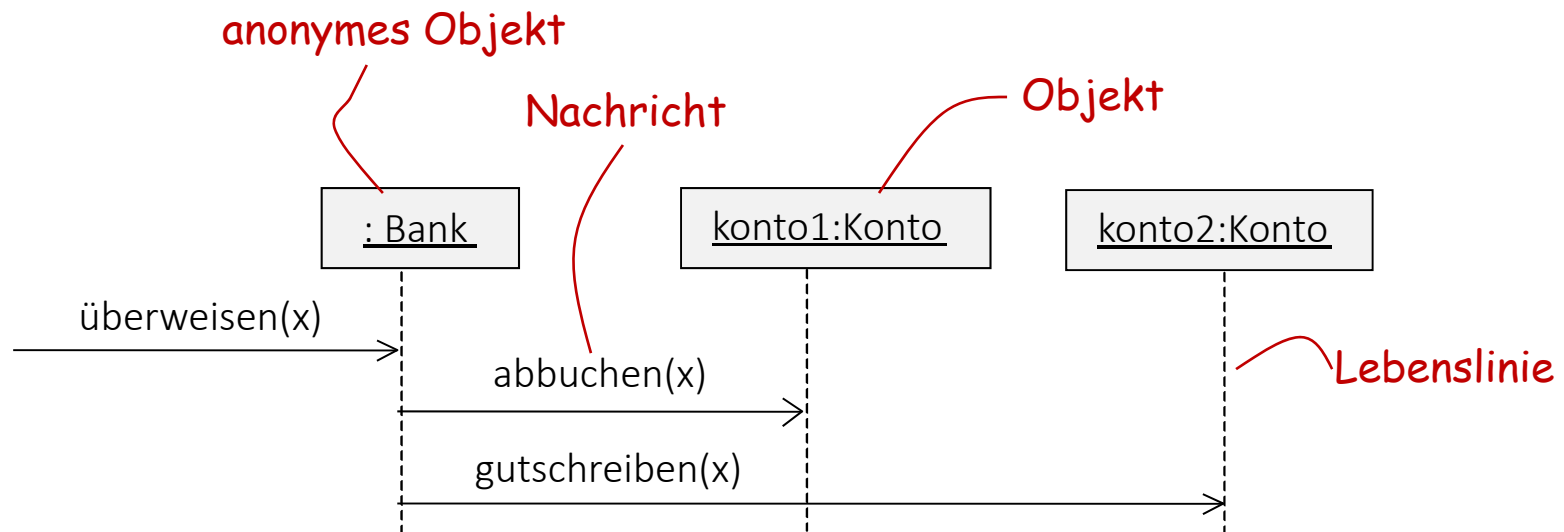 anonymes Objekt
Nachricht
Objekt
: Bank
konto1:Konto
konto2:Konto
überweisen(x)
abbuchen(x)
Lebenslinie
gutschreiben(x)